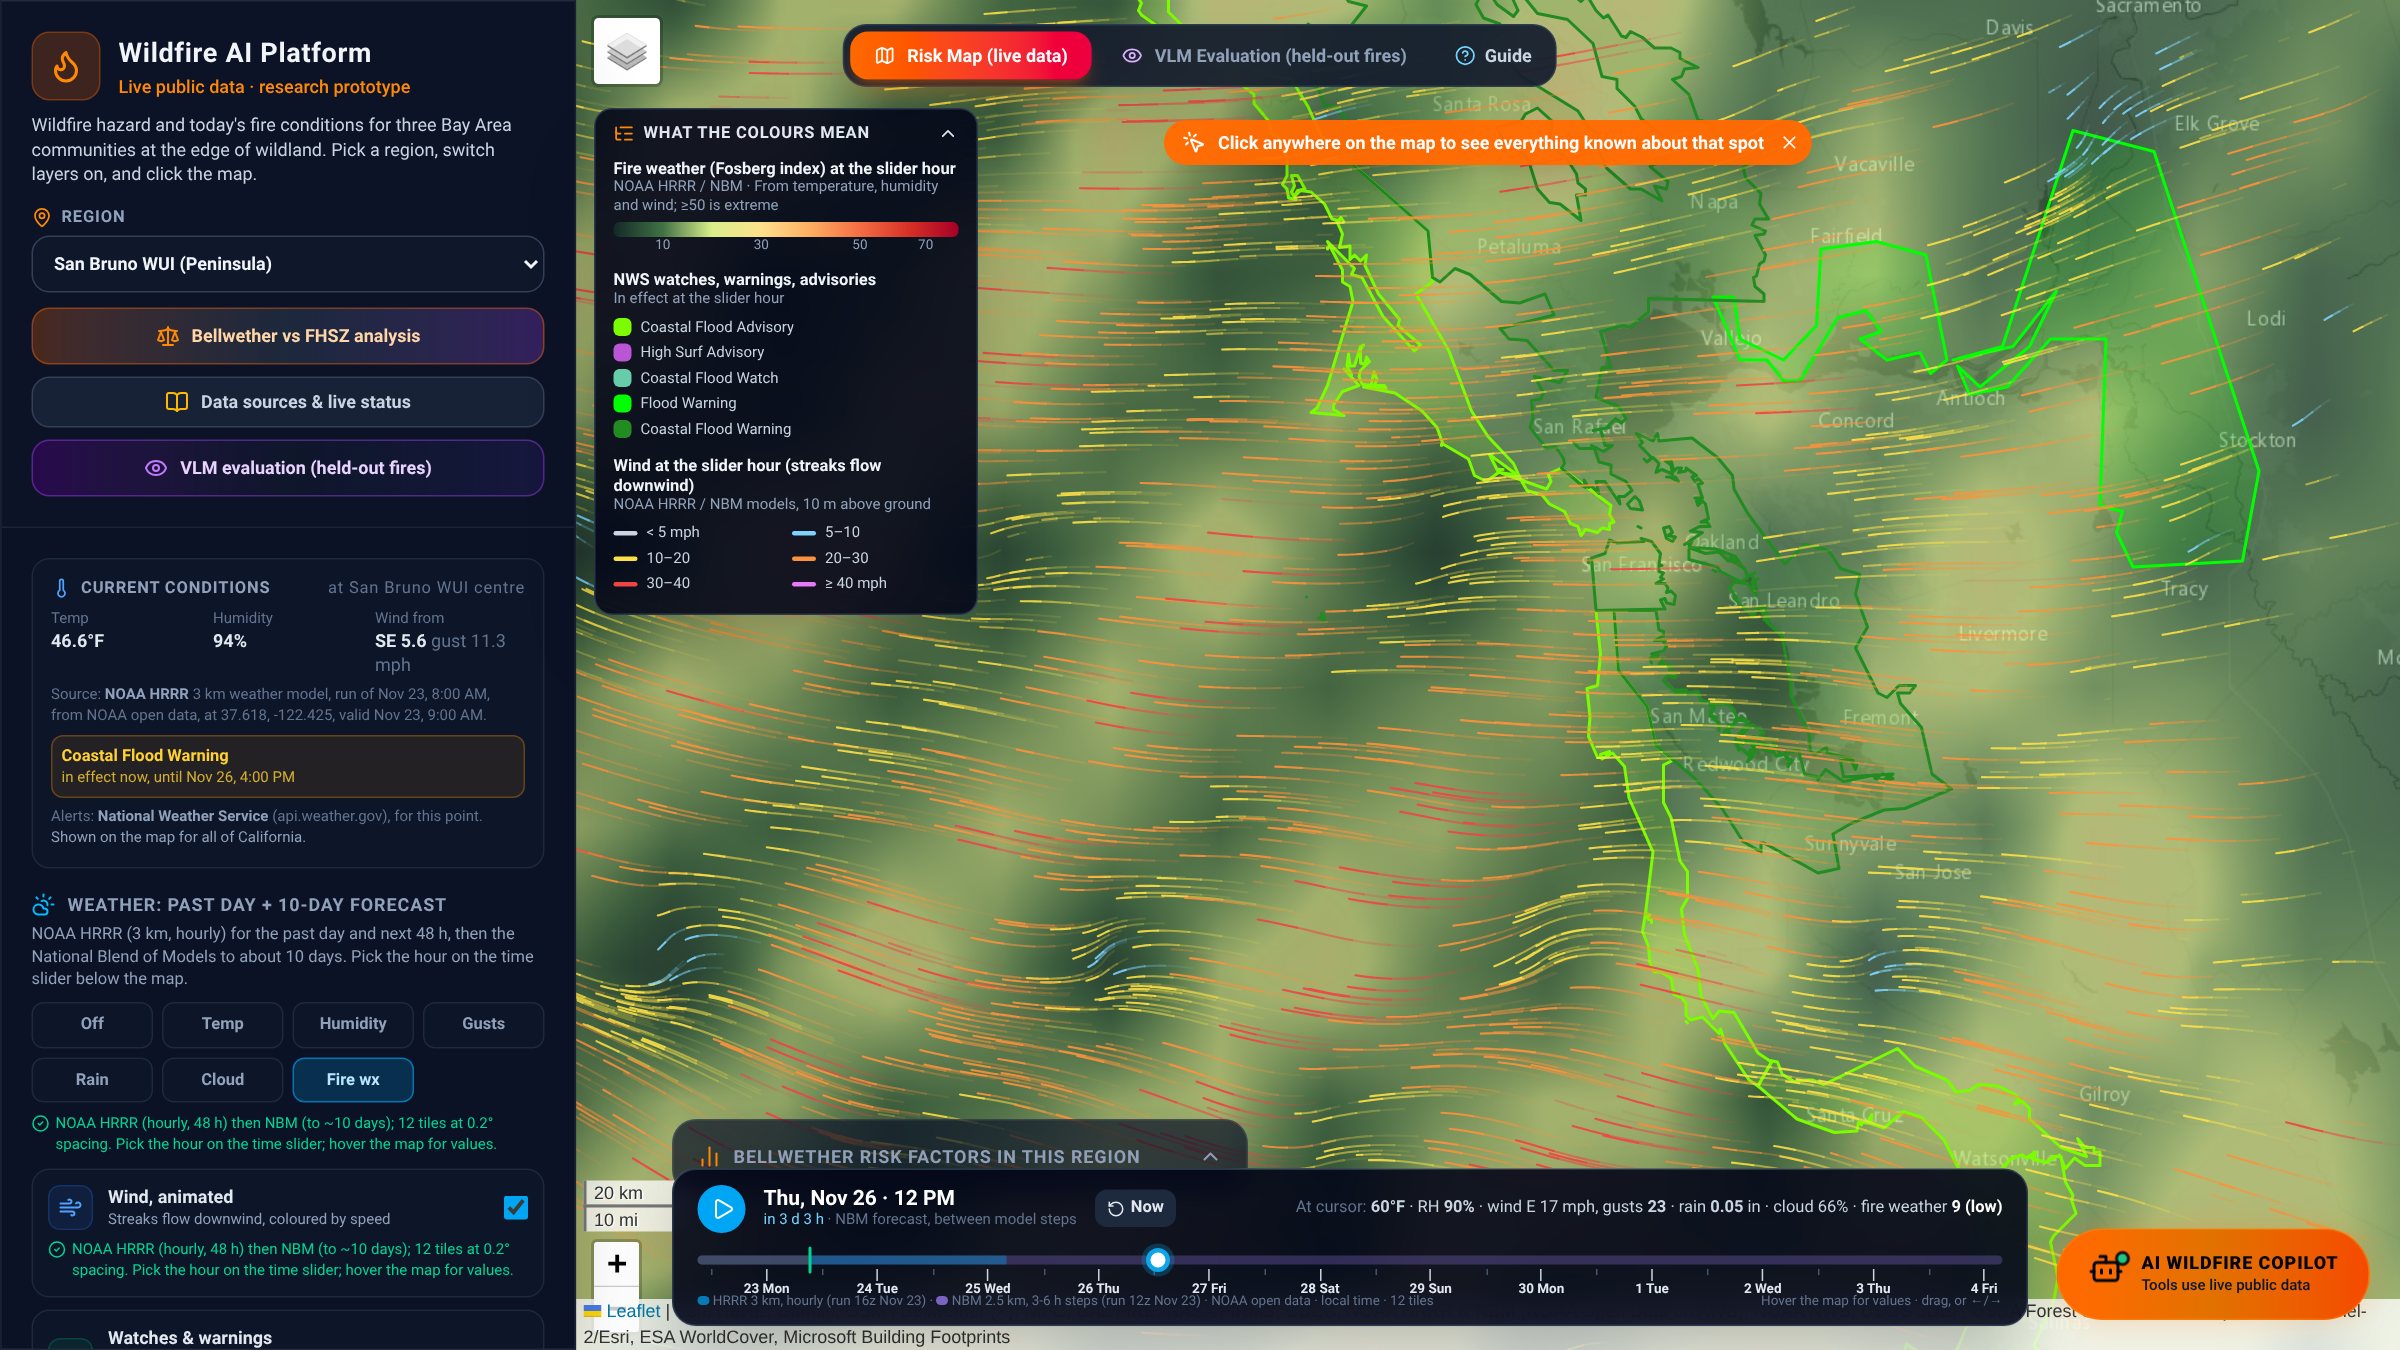 Wildfire AI Platform
Live public data · research prototype
Wildfire hazard and today's fire conditions for three Bay Area
communities at the edge of wildland. Pick a region, switch
layers on, and click the map.
REGION
San Bruno WUI (Peninsula)
Bellwether vs FHSZ analysis
Data sources & live status
VLM evaluation (held-out fires)
CURRENT CONDITIONS at San Bruno WUI centre
Temp Humidity Wind from
46.6°F 94% SE 5.6 gust 11.3
mph
Source: NOAA HRRR 3 km weather model, run of Nov 23, 8:00 AM,
from NOAA open data, at 37.618, -122.425, valid Nov 23, 9:00 AM.
Coastal Flood Warning
in effect now, until Nov 26, 4:00 PM
Alerts: National Weather Service (api.weather.gov), for this point.
Shown on the map for all of California.
WEATHER: PAST DAY + 10-DAY FORECAST
NOAA HRRR (3 km, hourly) for the past day and next 48 h, then the
National Blend of Models to about 10 days. Pick the hour on the time
slider below the map.
Off Temp Humidity Gusts
Rain Cloud Fire wx
NOAA HRRR (hourly, 48 h) then NBM (to ~10 days); 12 tiles at 0.2°
spacing. Pick the hour on the time slider; hover the map for values.
Wind, animated
Streaks flow downwind, coloured by speed
NOAA HRRR (hourly, 48 h) then NBM (to ~10 days); 12 tiles at 0.2°
spacing. Pick the hour on the time slider; hover the map for values.
Watches & warnings
Risk Map (live data)
VLM Evaluation (held-out fires)
Guide
Click anywhere on the map to see everything known about that spot
WHAT THE COLOURS MEAN
Fire weather (Fosberg index) at the slider hour
NOAA HRRR / NBM · From temperature, humidity
and wind; ≥50 is extreme
10 30 50 70
NWS watches, warnings, advisories
In effect at the slider hour
Coastal Flood Advisory
High Surf Advisory
Coastal Flood Watch
Flood Warning
Coastal Flood Warning
Wind at the slider hour (streaks flow
downwind)
NOAA HRRR / NBM models, 10 m above ground
< 5 mph 5–10
10–20 20–30
30–40 ≥ 40 mph
Sacramento
Davis
Santa Rosa
Elk Grove
Vacaville
Napa
Petaluma
Fairfield
Lodi
Vallejo
Antioch
Concord
San Rafael
Stockton
Oakland
San Francisco
Tracy
San Leandro
Livermore
San Mateo
Fremont
Redwood City
Sunnyvale
San Jose
Gilroy
Santa Cruz
Watsonville
BELLWETHER RISK FACTORS IN THIS REGION
20 km
10 mi
+
Thu, Nov 26 · 12 PM
in 3 d 3 h · NBM forecast, between model steps
Now
At cursor: 60°F · RH 90% · wind E 17 mph, gusts 23 · rain 0.05 in · cloud 66% · fire weather 9 (low)
23 Mon 24 Tue 25 Wed 26 Thu 27 Fri 28 Sat 29 Sun 30 Mon 1 Tue 2 Wed 3 Thu 4 Fri
HRRR 3 km, hourly (run 16z Nov 23) · NBM 2.5 km, 3-6 h steps (run 12z Nov 23) · NOAA open data · local time · 12 tiles
Hover the map for values · drag, or ←/→
AI WILDFIRE COPILOT
Tools use live public data
Leaflet |
Forest
2/Esri, ESA WorldCover, Microsoft Building Footprints